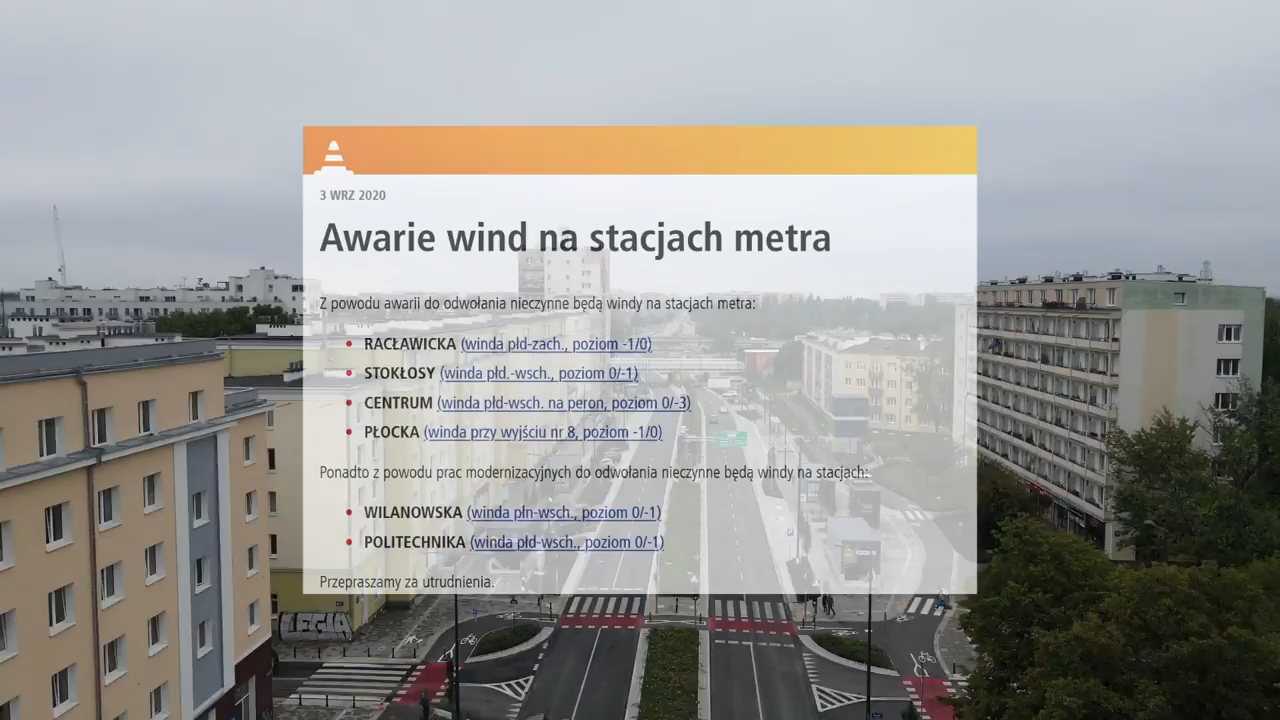 3 WRZ 2020
Awarie wind na stacjach metra
Z powodu awarii do odwołania nieczynne będą windy na stacjach metra:
RACŁAWICKA (winda płd-zach., poziom -1/0)
STOKŁOSY (winda płd.-wsch., poziom 0/-1)
CENTRUM (winda płd-wsch. na peron, poziom 0/-3)
PŁOCKA (winda przy wyjściu nr 8, poziom -1/0)
Ponadto z powodu prac modernizacyjnych do odwołania nieczynne będą windy na stacjach:
WILANOWSKA (winda płn-wsch., poziom 0/-1)
POLITECHNIKA (winda płd-wsch., poziom 0/-1)
Przepraszamy za utrudnienia.
LEGIA